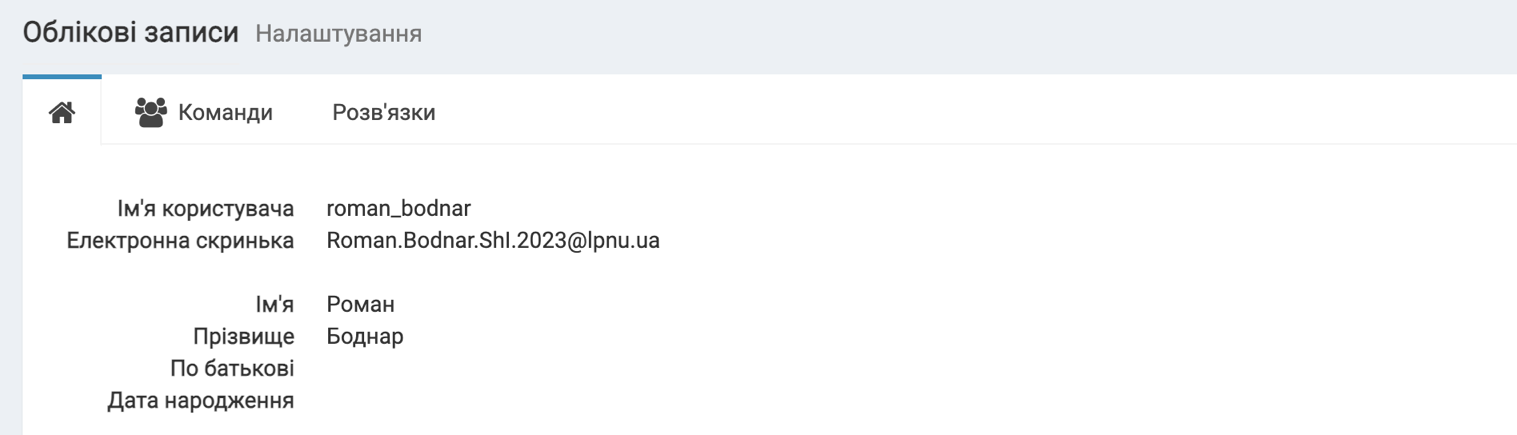 Облікові записи Налаштування
Команди Розв'язки
Ім'я користувача roman_bodnar
Електронна скринька Roman.Bodnar.ShI.2023@lpnu.ua
Ім'я Роман
Прізвище Боднар
По батькові
Дата народження